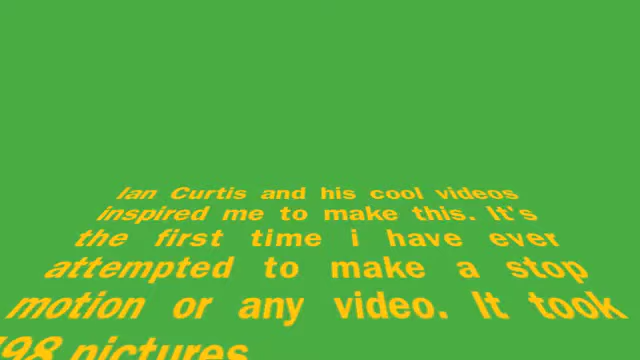 Ian Curtis and his cool videos
inspired me to make this. It's
the first time i have ever
attempted to make a stop
motion or any video. It took
798 pictures